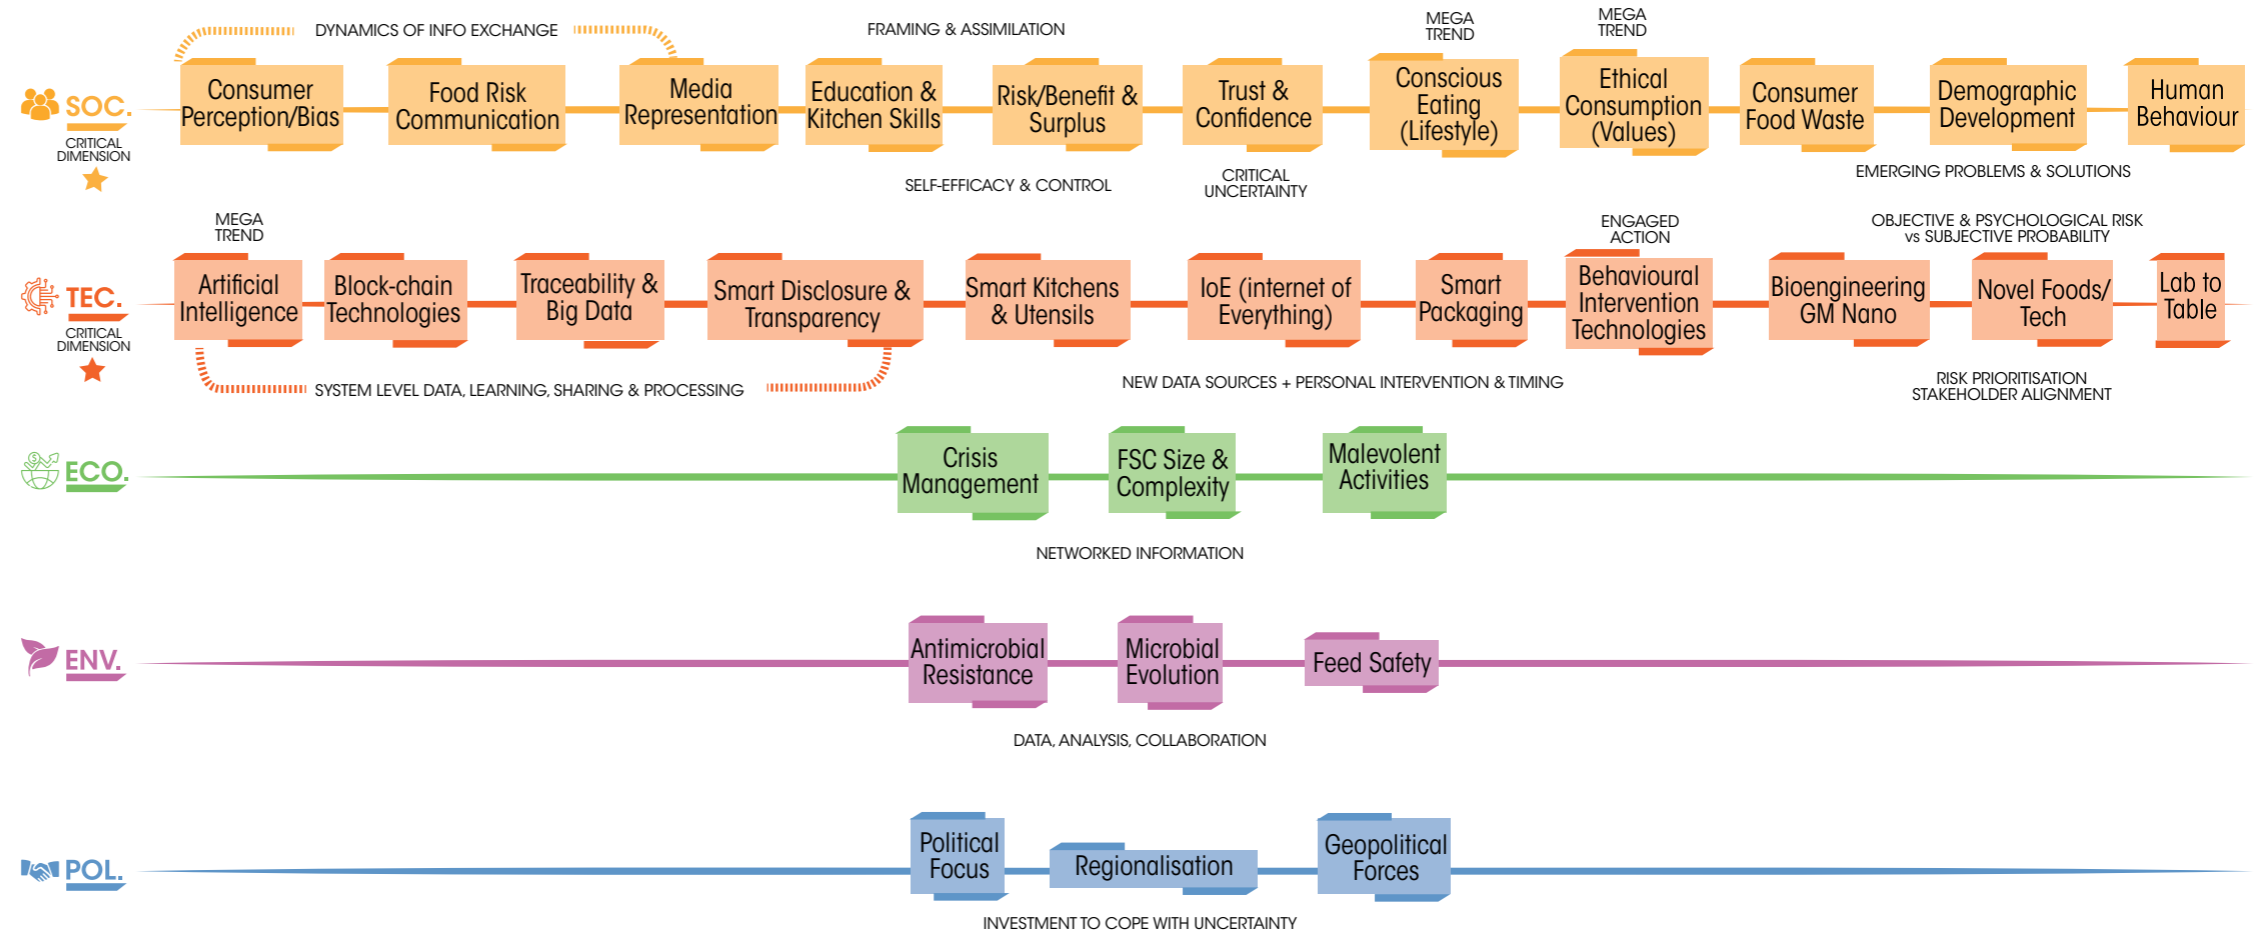 DYNAMICS OF INFO EXCHANGE
FRAMING & ASSIMILATION
MEGA
TREND
MEGA
TREND
SOC.
CRITICAL
DIMENSION
Consumer
Perception/Bias
Food Risk
Communication
Media
Representation
Education &
Kitchen Skills
Risk/Benefit &
Surplus
Trust &
Confidence
Conscious
Eating
(Lifestyle)
Ethical
Consumption
(Values)
Consumer
Food Waste
Demographic
Development
Human
Behaviour
SELF-EFFICACY & CONTROL
CRITICAL
UNCERTAINTY
EMERGING PROBLEMS & SOLUTIONS
MEGA
TREND
ENGAGED
ACTION
OBJECTIVE & PSYCHOLOGICAL RISK
vs SUBJECTIVE PROBABILITY
TEC.
CRITICAL
DIMENSION
Artificial
Intelligence
Block-chain
Technologies
Traceability &
Big Data
Smart Disclosure &
Transparency
Smart Kitchens
& Utensils
IoE (internet of
Everything)
Smart
Packaging
Behavioural
Intervention
Technologies
Bioengineering
GM Nano
Novel Foods/
Tech
Lab to
Table
SYSTEM LEVEL DATA, LEARNING, SHARING & PROCESSING
NEW DATA SOURCES + PERSONAL INTERVENTION & TIMING
RISK PRIORITISATION
STAKEHOLDER ALIGNMENT
ECO.
Crisis
Management
FSC Size &
Complexity
Malevolent
Activities
NETWORKED INFORMATION
ENV.
Antimicrobial
Resistance
Microbial
Evolution
Feed Safety
DATA, ANALYSIS, COLLABORATION
POL.
Political
Focus
Regionalisation
Geopolitical
Forces
INVESTMENT TO COPE WITH UNCERTAINTY